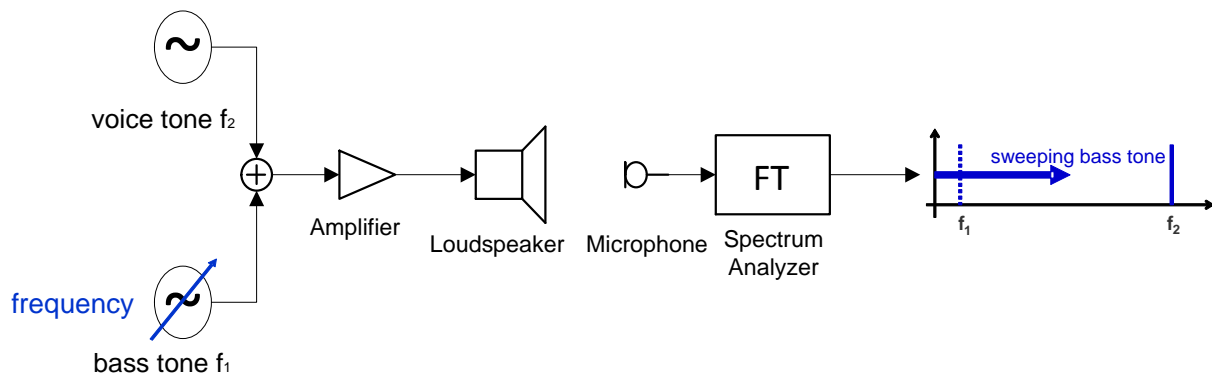 voice tone f₂
sweeping bass tone
FT
f₁
f₂
Amplifier
Loudspeaker
Microphone
Spectrum
Analyzer
frequency
bass tone f₁